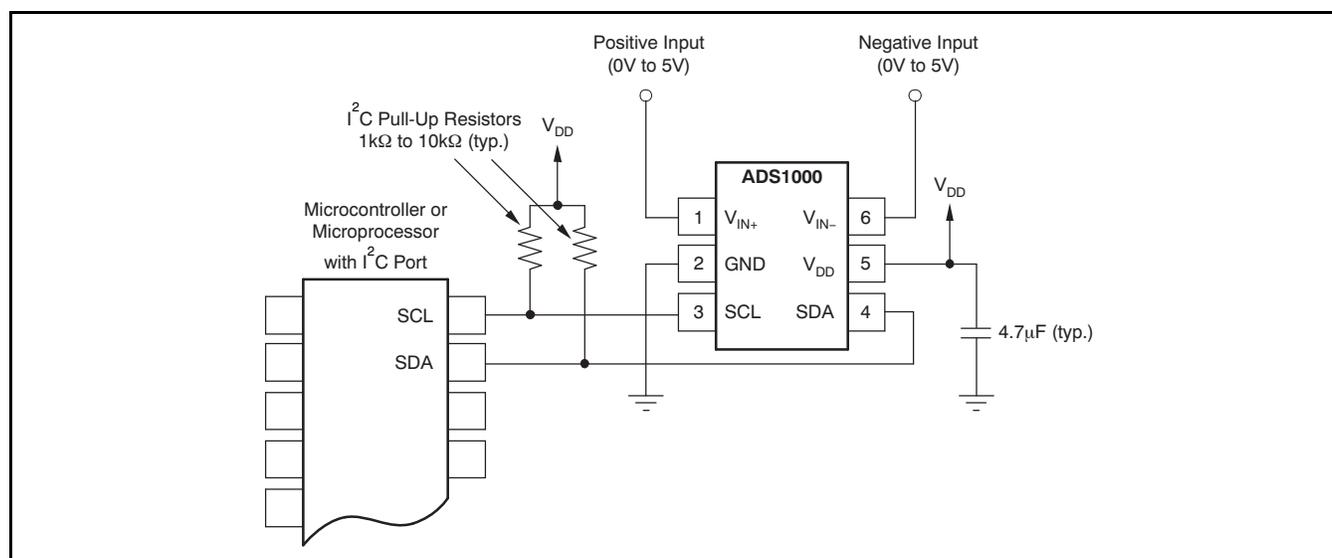 Positive Input
(0V to 5V)
Negative Input
(0V to 5V)
I²C Pull-Up Resistors
1kΩ to 10kΩ (typ.)
V_DD
ADS1000
V_DD
Microcontroller or
Microprocessor
with I²C Port
1 V_IN+ V_IN− 6
2 GND V_DD 5
3 SCL SDA 4
SCL
SDA
4.7μF (typ.)